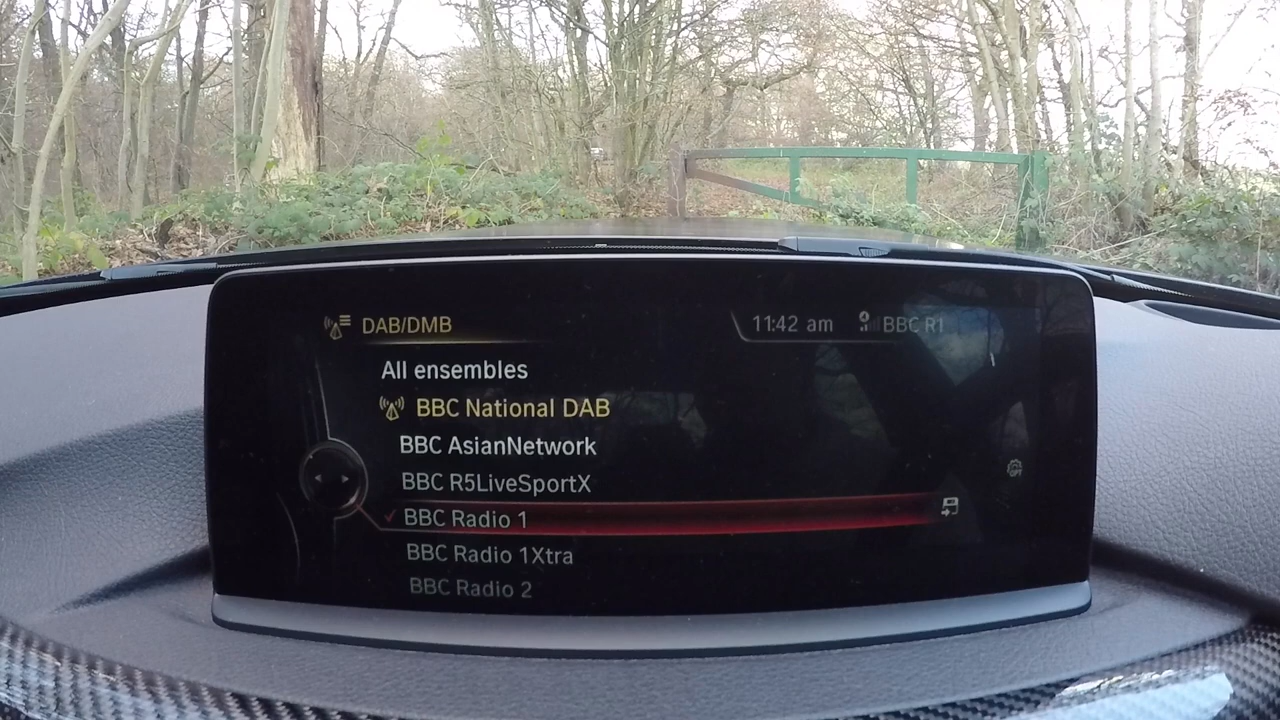 DAB/DMB
11:42 am
BBC R1
All ensembles
BBC National DAB
BBC AsianNetwork
BBC R5LiveSportX
BBC Radio 1
BBC Radio 1Xtra
BBC Radio 2